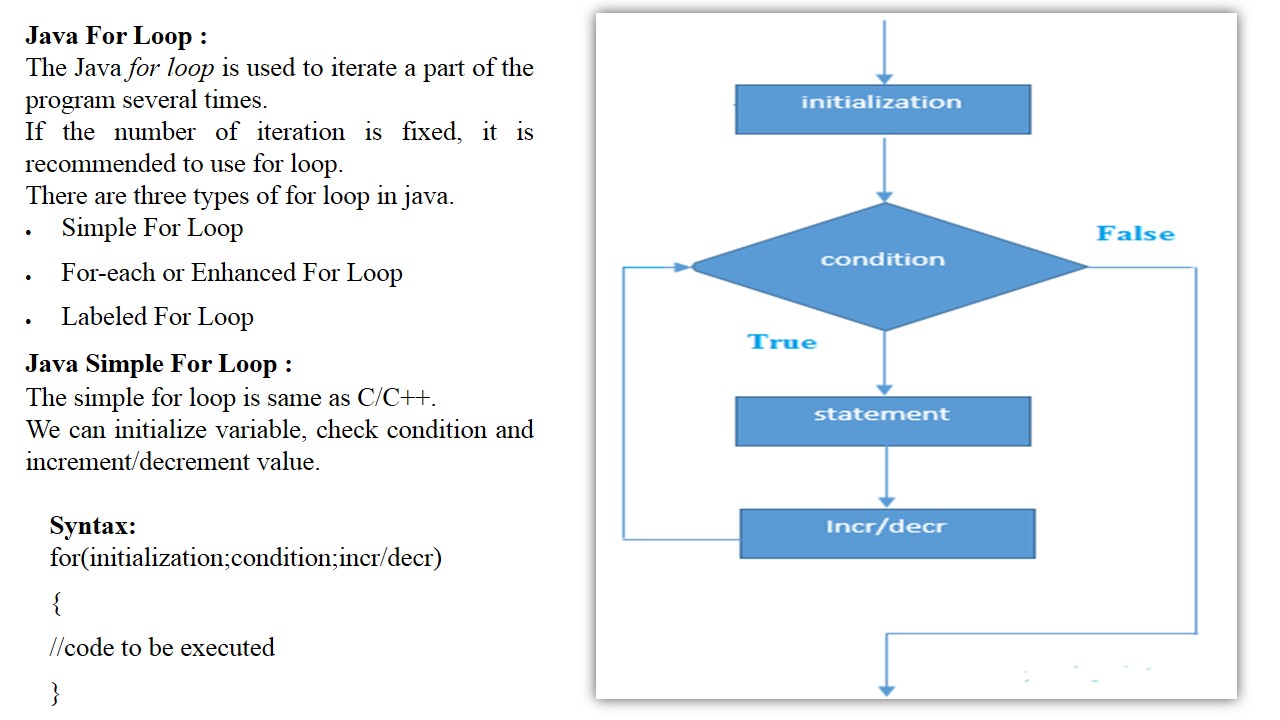 Java For Loop :
The Java for loop is used to iterate a part of the
program several times.
If the number of iteration is fixed, it is
recommended to use for loop.
There are three types of for loop in java.
• Simple For Loop
• For-each or Enhanced For Loop
• Labeled For Loop
Java Simple For Loop :
The simple for loop is same as C/C++.
We can initialize variable, check condition and
increment/decrement value.
Syntax:
for(initialization;condition;incr/decr)
{
//code to be executed
}
initialization
condition
False
True
statement
Incr/decr